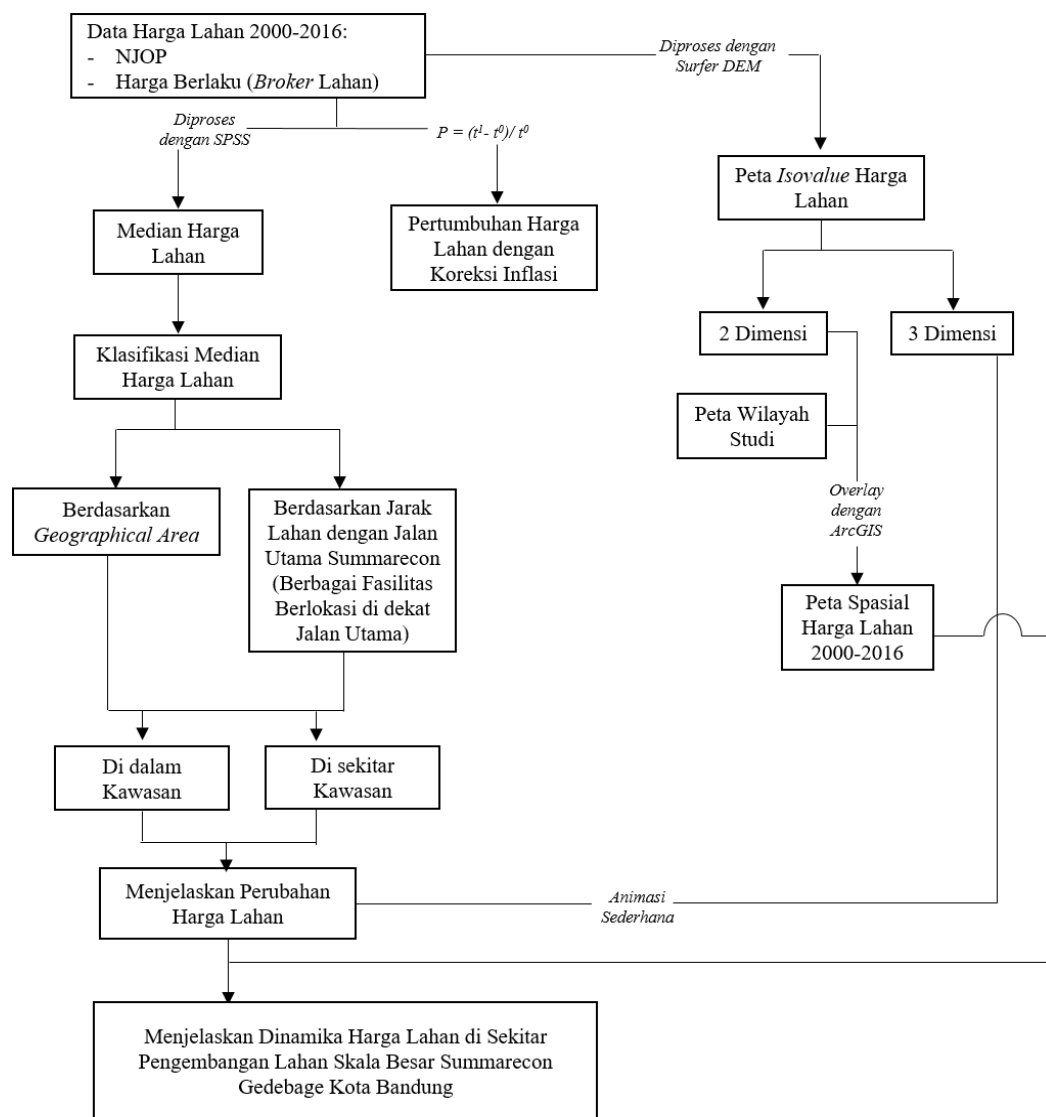 Data Harga Lahan 2000-2016:
- NJOP
- Harga Berlaku (Broker Lahan)
Diproses dengan
Surfer DEM
Diproses
dengan SPSS
P = (t¹- t⁰)/ t⁰
Peta Isovalue Harga
Lahan
Median Harga
Lahan
Pertumbuhan Harga
Lahan dengan
Koreksi Inflasi
2 Dimensi
3 Dimensi
Klasifikasi Median
Harga Lahan
Peta Wilayah
Studi
Berdasarkan
Geographical Area
Berdasarkan Jarak
Lahan dengan Jalan
Utama Summarecon
(Berbagai Fasilitas
Berlokasi di dekat
Jalan Utama)
Overlay
dengan
ArcGIS
Peta Spasial
Harga Lahan
2000-2016
Di dalam
Kawasan
Di sekitar
Kawasan
Menjelaskan Perubahan
Harga Lahan
Animasi
Sederhana
Menjelaskan Dinamika Harga Lahan di Sekitar
Pengembangan Lahan Skala Besar Summarecon
Gedebage Kota Bandung